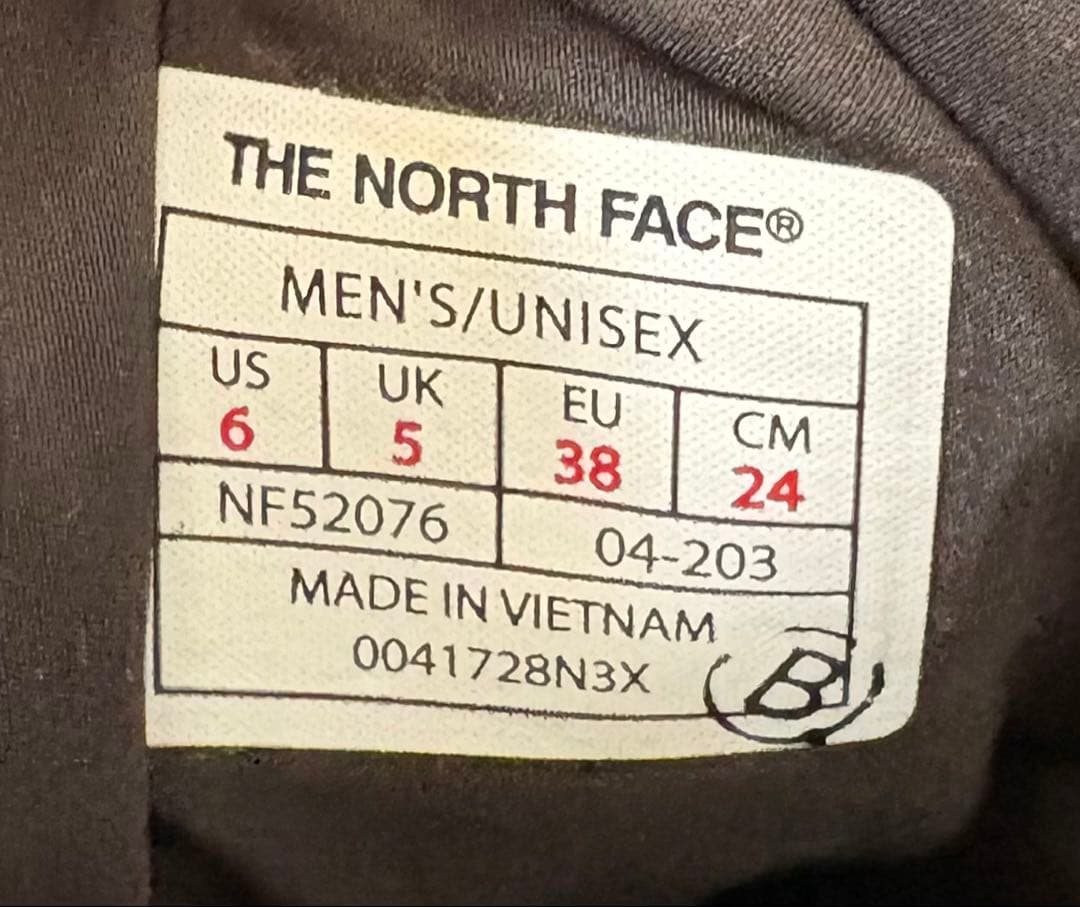 THE NORTH FACE®
MEN'S/UNISEX
US UK EU CM
6 5 38 24
NF52076 04-203
MADE IN VIETNAM
0041728N3X
B